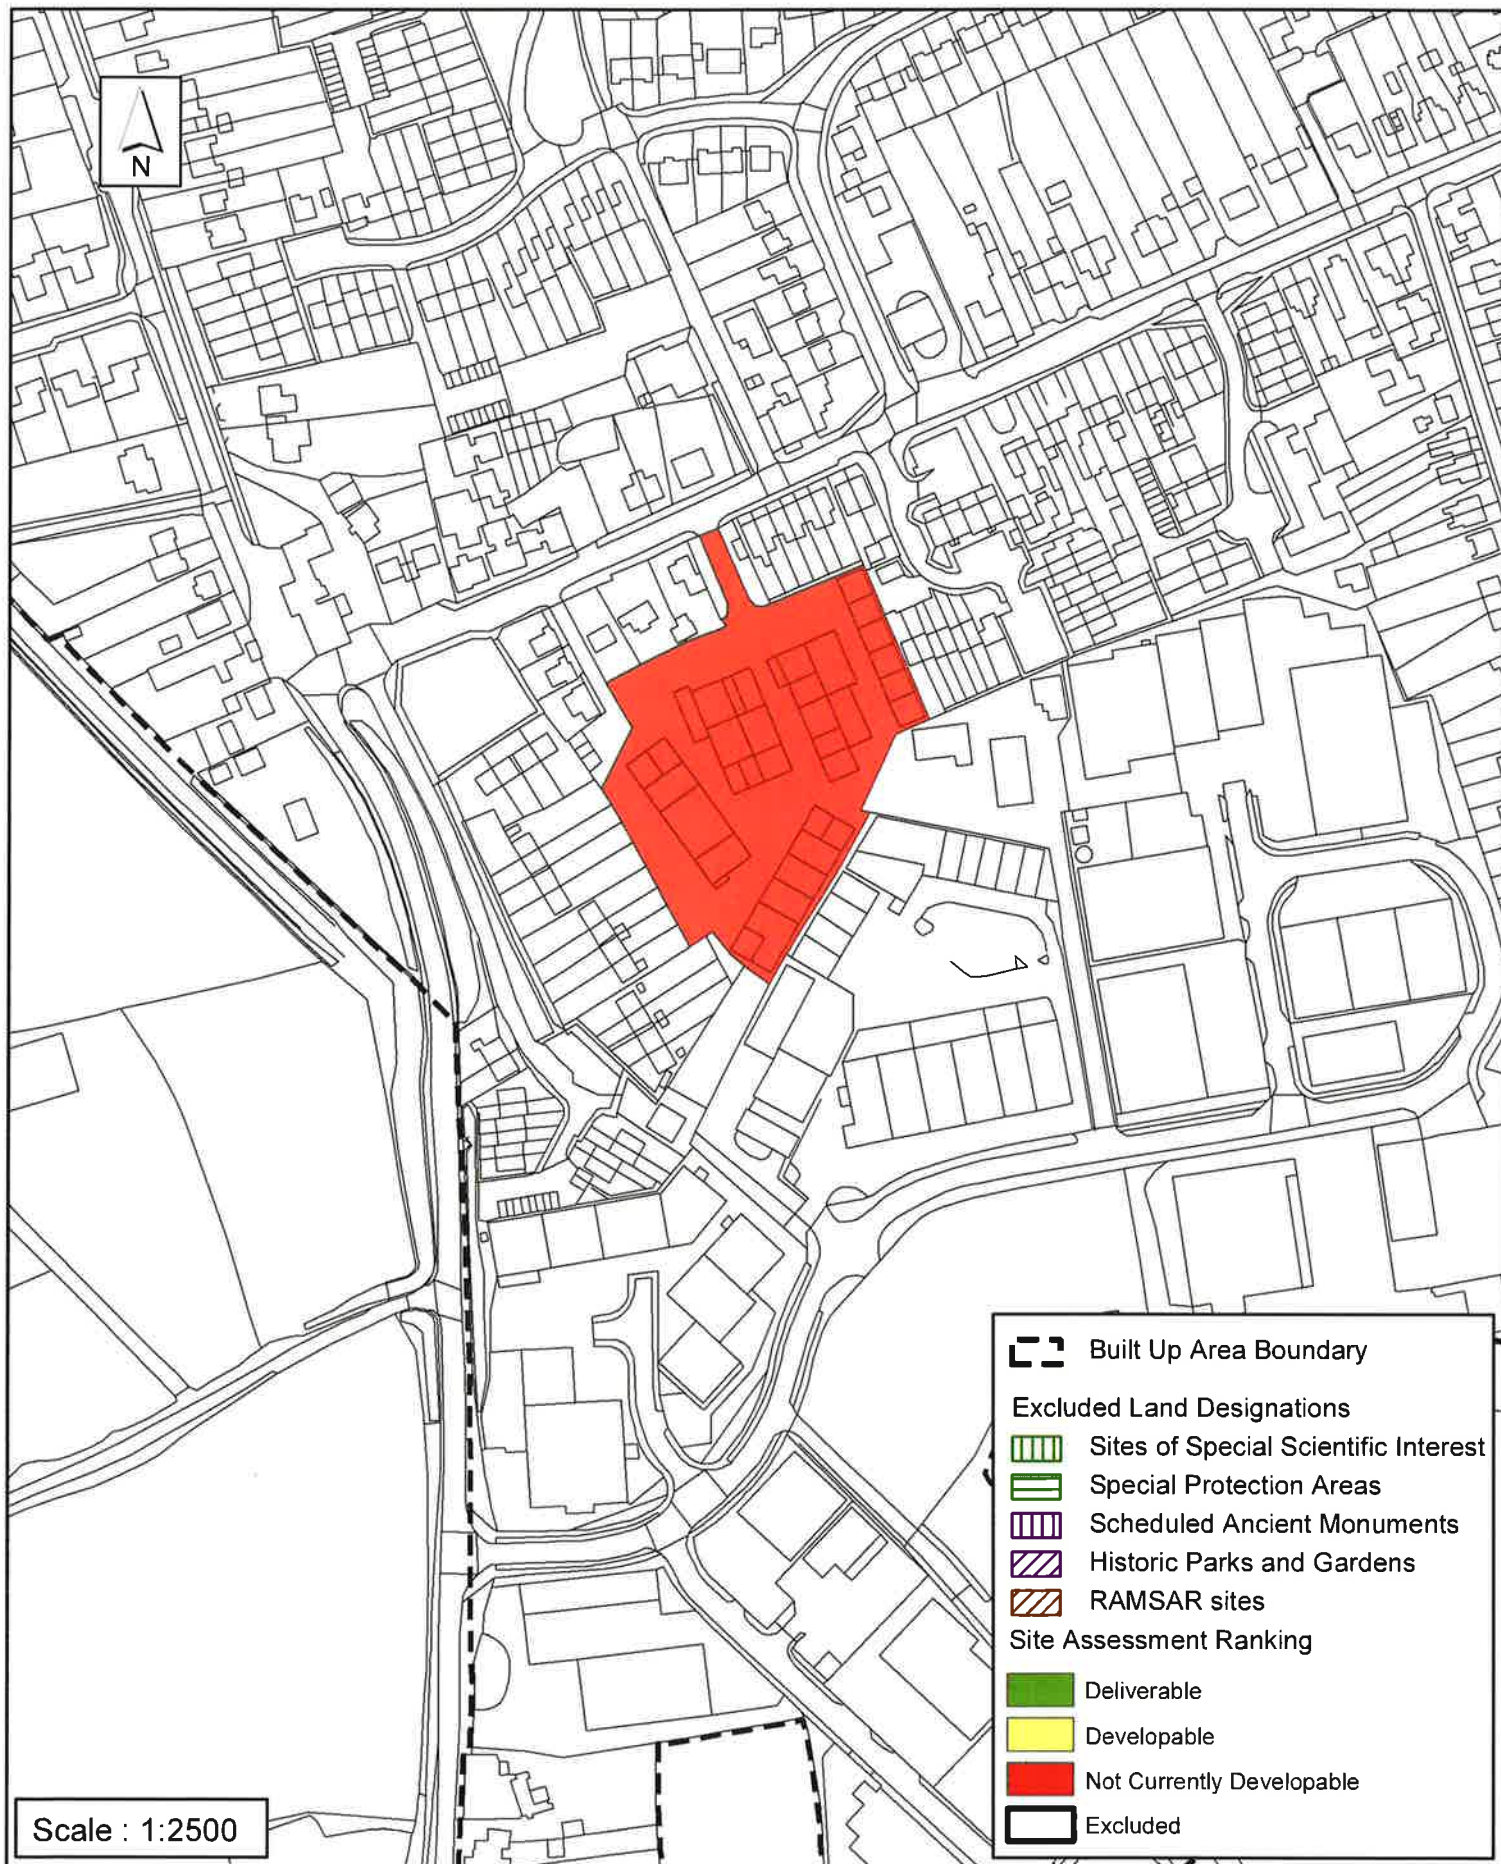 N
Built Up Area Boundary
Excluded Land Designations
Sites of Special Scientific Interest
Special Protection Areas
Scheduled Ancient Monuments
Historic Parks and Gardens
RAMSAR sites
Site Assessment Ranking
Deliverable
Developable
Not Currently Developable
Excluded
Scale : 1:2500